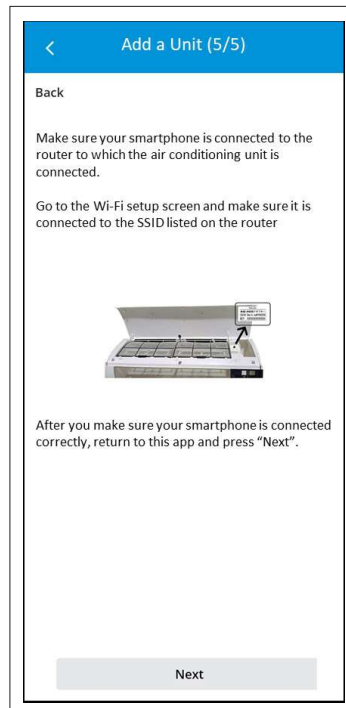 Add a Unit (5/5)
Back
Make sure your smartphone is connected to the
router to which the air conditioning unit is
connected.
Go to the Wi-Fi setup screen and make sure it is
connected to the SSID listed on the router
After you make sure your smartphone is connected
correctly, return to this app and press “Next”.
Next